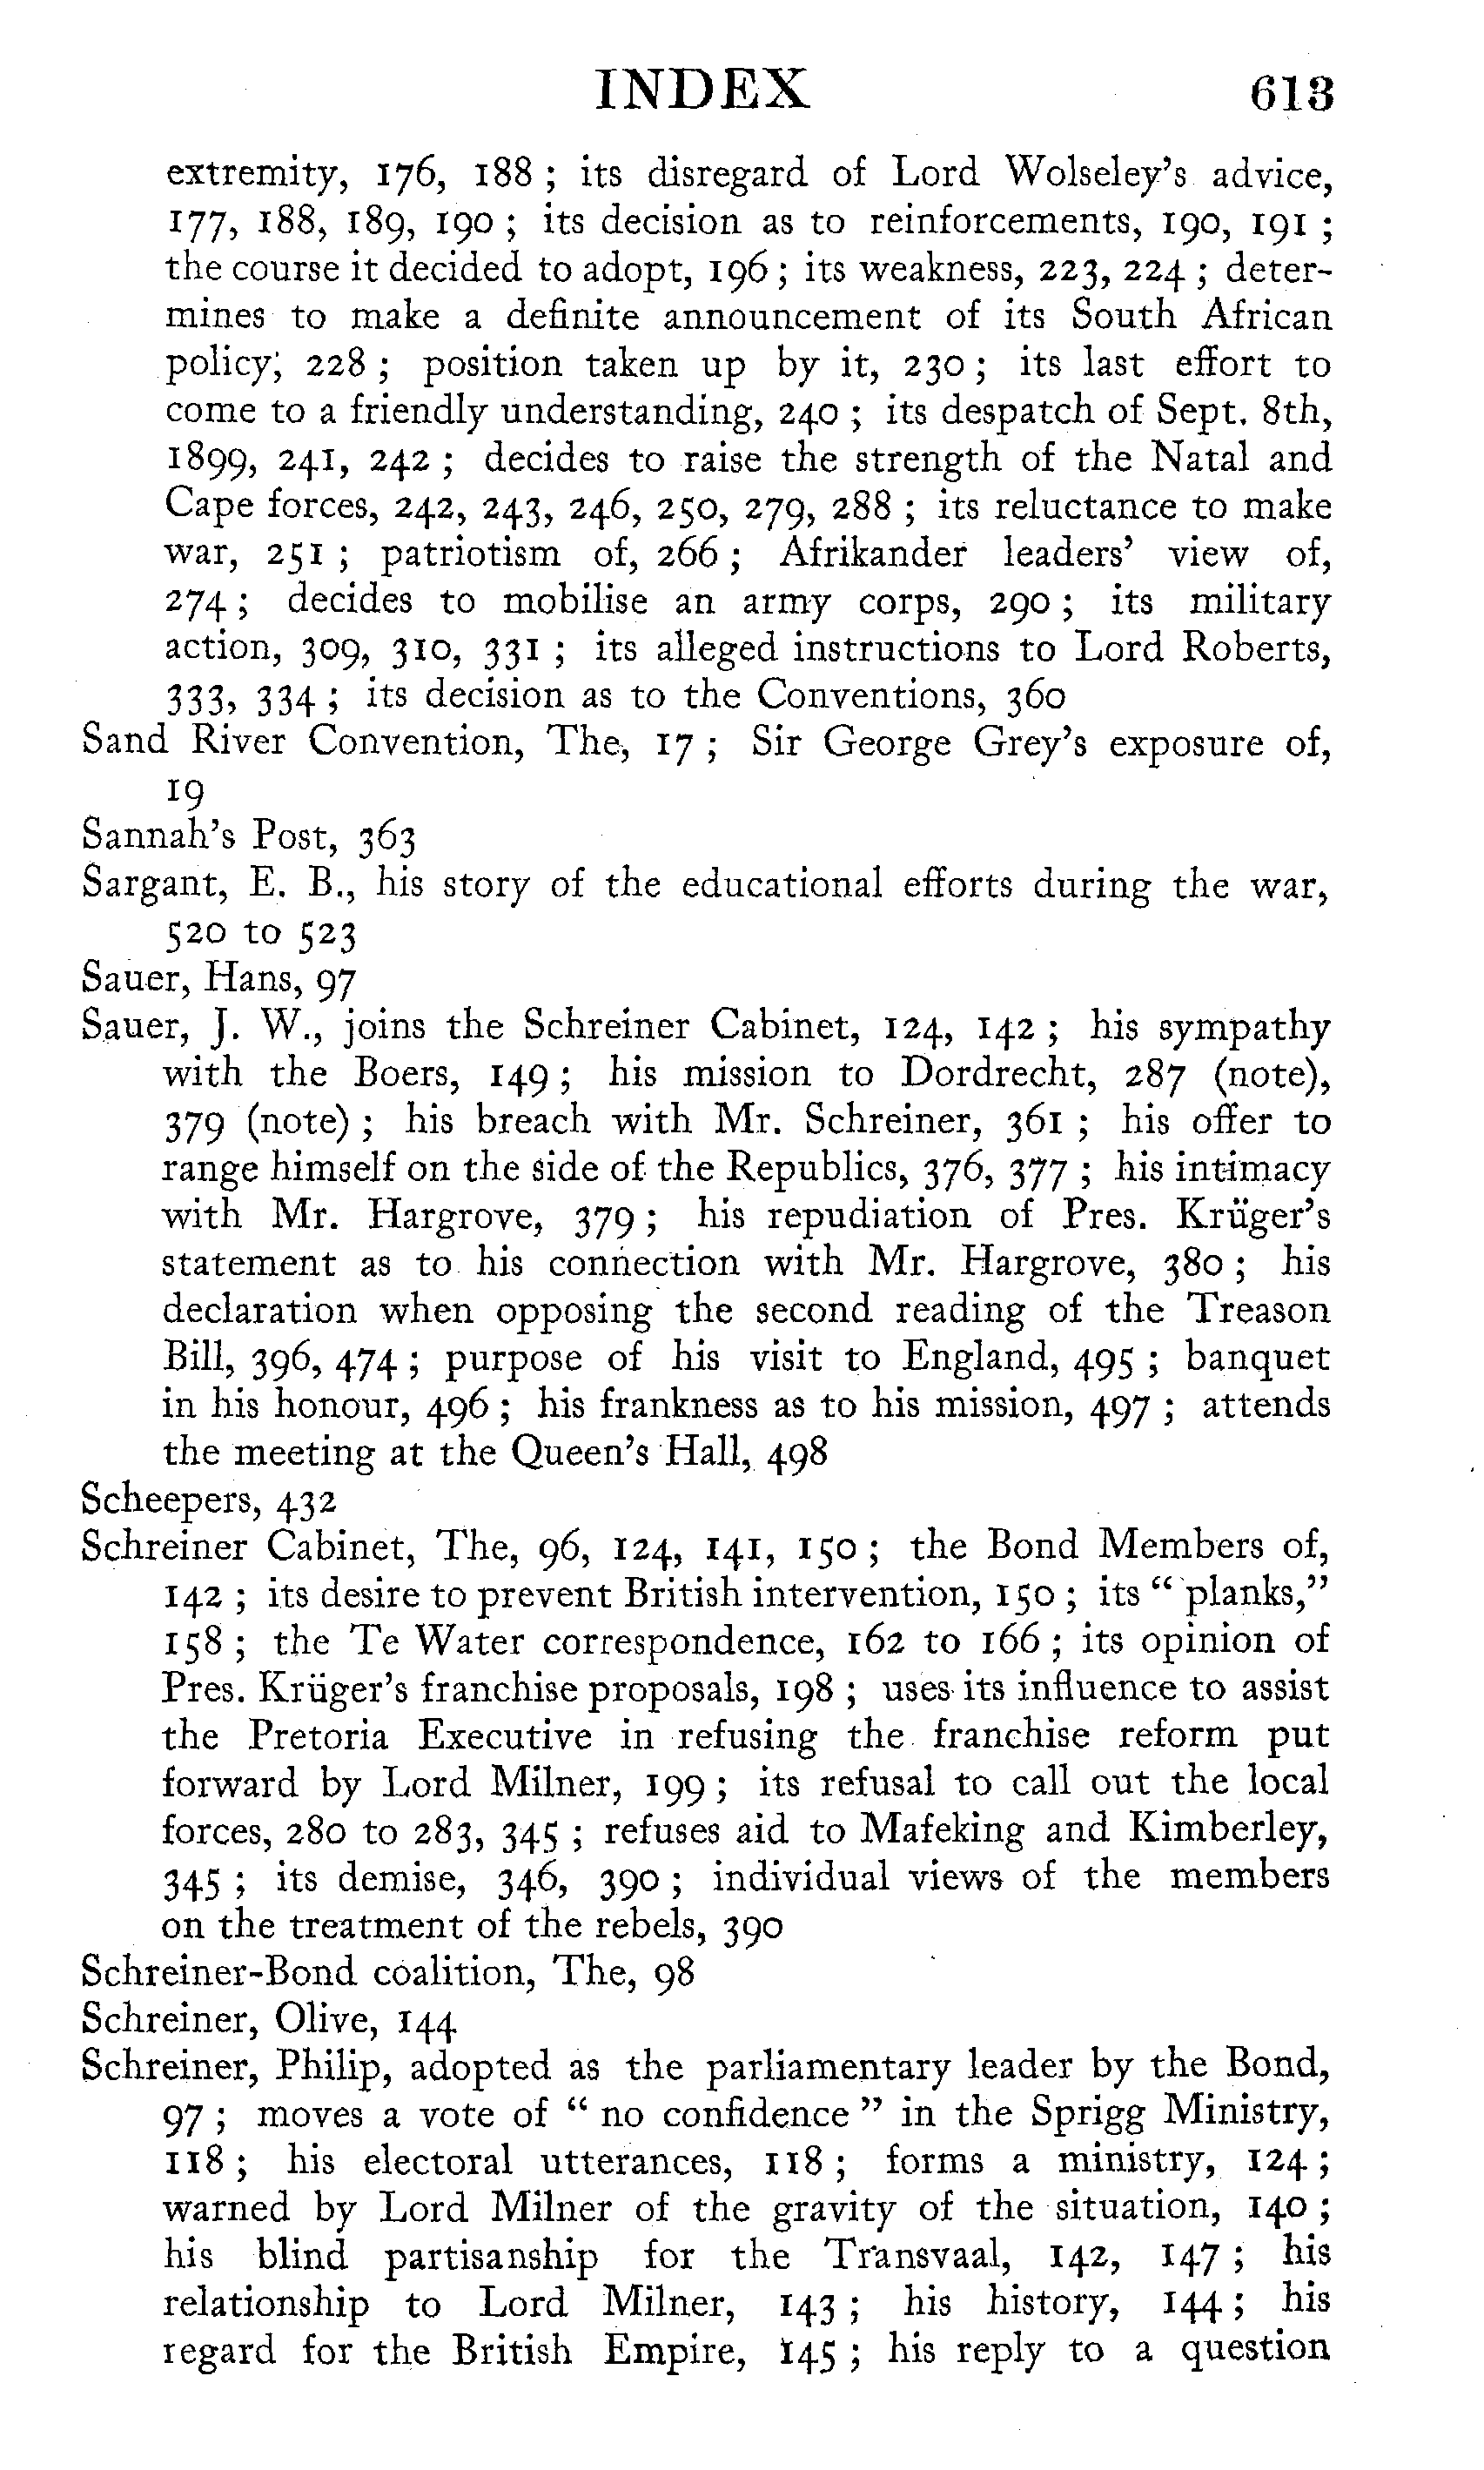 INDEX 613
extremity, 176, 188 ; its disregard of Lord Wolseley's advice,
177, 188, 189, 190 ; its decision as to reinforcements, 190, 191 ;
the course it decided to adopt, 196 ; its weakness, 223, 224 ; deter-
mines to make a definite announcement of its South African
policy, 228 ; position taken up by it, 230 ; its last effort to
come to a friendly understanding, 240 ; its despatch of Sept. 8th,
1899, 241, 242 ; decides to raise the strength of the Natal and
Cape forces, 242, 243, 246, 250, 279, 288 ; its reluctance to make
war, 251 ; patriotism of, 266 ; Afrikander leaders' view of,
274 ; decides to mobilise an army corps, 290 ; its military
action, 309, 310, 331 ; its alleged instructions to Lord Roberts,
333, 334 ; its decision as to the Conventions, 360
Sand River Convention, The, 17 ; Sir George Grey's exposure of,
19
Sannah's Post, 363
Sargant, E. B., his story of the educational efforts during the war,
520 to 523
Sauer, Hans, 97
Sauer, J. W., joins the Schreiner Cabinet, 124, 142 ; his sympathy
with the Boers, 149 ; his mission to Dordrecht, 287 (note),
379 (note) ; his breach with Mr. Schreiner, 361 ; his offer to
range himself on the side of the Republics, 376, 377 ; his intimacy
with Mr. Hargrove, 379 ; his repudiation of Pres. Krüger's
statement as to his connection with Mr. Hargrove, 380 ; his
declaration when opposing the second reading of the Treason
Bill, 396, 474 ; purpose of his visit to England, 495 ; banquet
in his honour, 496 ; his frankness as to his mission, 497 ; attends
the meeting at the Queen's Hall, 498
Scheepers, 432
Schreiner Cabinet, The, 96, 124, 141, 150 ; the Bond Members of,
142 ; its desire to prevent British intervention, 150 ; its " planks,"
158 ; the Te Water correspondence, 162 to 166 ; its opinion of
Pres. Krüger's franchise proposals, 198 ; uses its influence to assist
the Pretoria Executive in refusing the franchise reform put
forward by Lord Milner, 199 ; its refusal to call out the local
forces, 280 to 283, 345 ; refuses aid to Mafeking and Kimberley,
345 ; its demise, 346, 390 ; individual views of the members
on the treatment of the rebels, 390
Schreiner-Bond coalition, The, 98
Schreiner, Olive, 144
Schreiner, Philip, adopted as the parliamentary leader by the Bond,
97 ; moves a vote of " no confidence " in the Sprigg Ministry,
118 ; his electoral utterances, 118 ; forms a ministry, 124 ;
warned by Lord Milner of the gravity of the situation, 140 ;
his blind partisanship for the Transvaal, 142, 147 ; his
relationship to Lord Milner, 143 ; his history, 144 ; his
regard for the British Empire, 145 ; his reply to a question